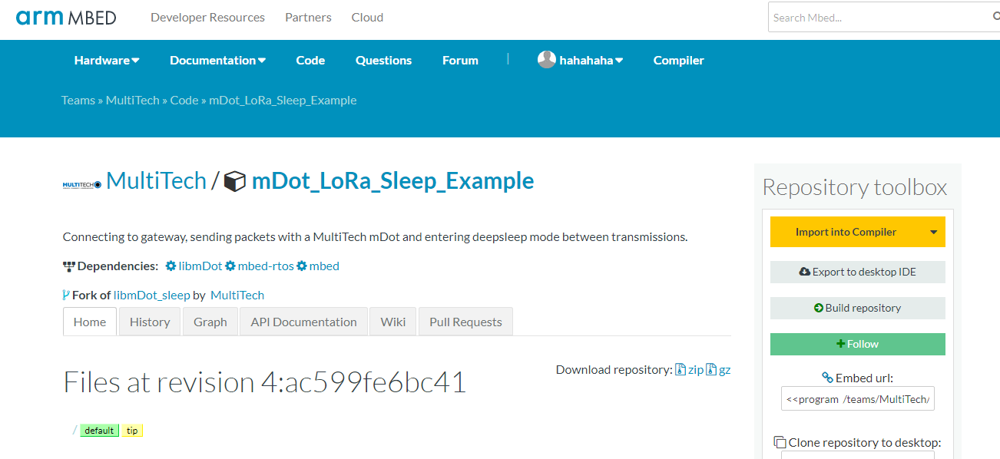 arm MBED Developer Resources Partners Cloud Search Mbed...
Hardware Documentation Code Questions Forum | hahahaha Compiler
Teams » MultiTech » Code » mDot_LoRa_Sleep_Example
MULTITECH MultiTech / mDot_LoRa_Sleep_Example
Connecting to gateway, sending packets with a MultiTech mDot and entering deepsleep mode between transmissions.
Dependencies: libmDot mbed-rtos mbed
Fork of libmDot_sleep by MultiTech
Home History Graph API Documentation Wiki Pull Requests
Files at revision 4:ac599fe6bc41
Download repository: zip gz
/ default tip
Repository toolbox
Import into Compiler
Export to desktop IDE
Build repository
Follow
Embed url:
<<program /teams/MultiTech/
Clone repository to desktop: